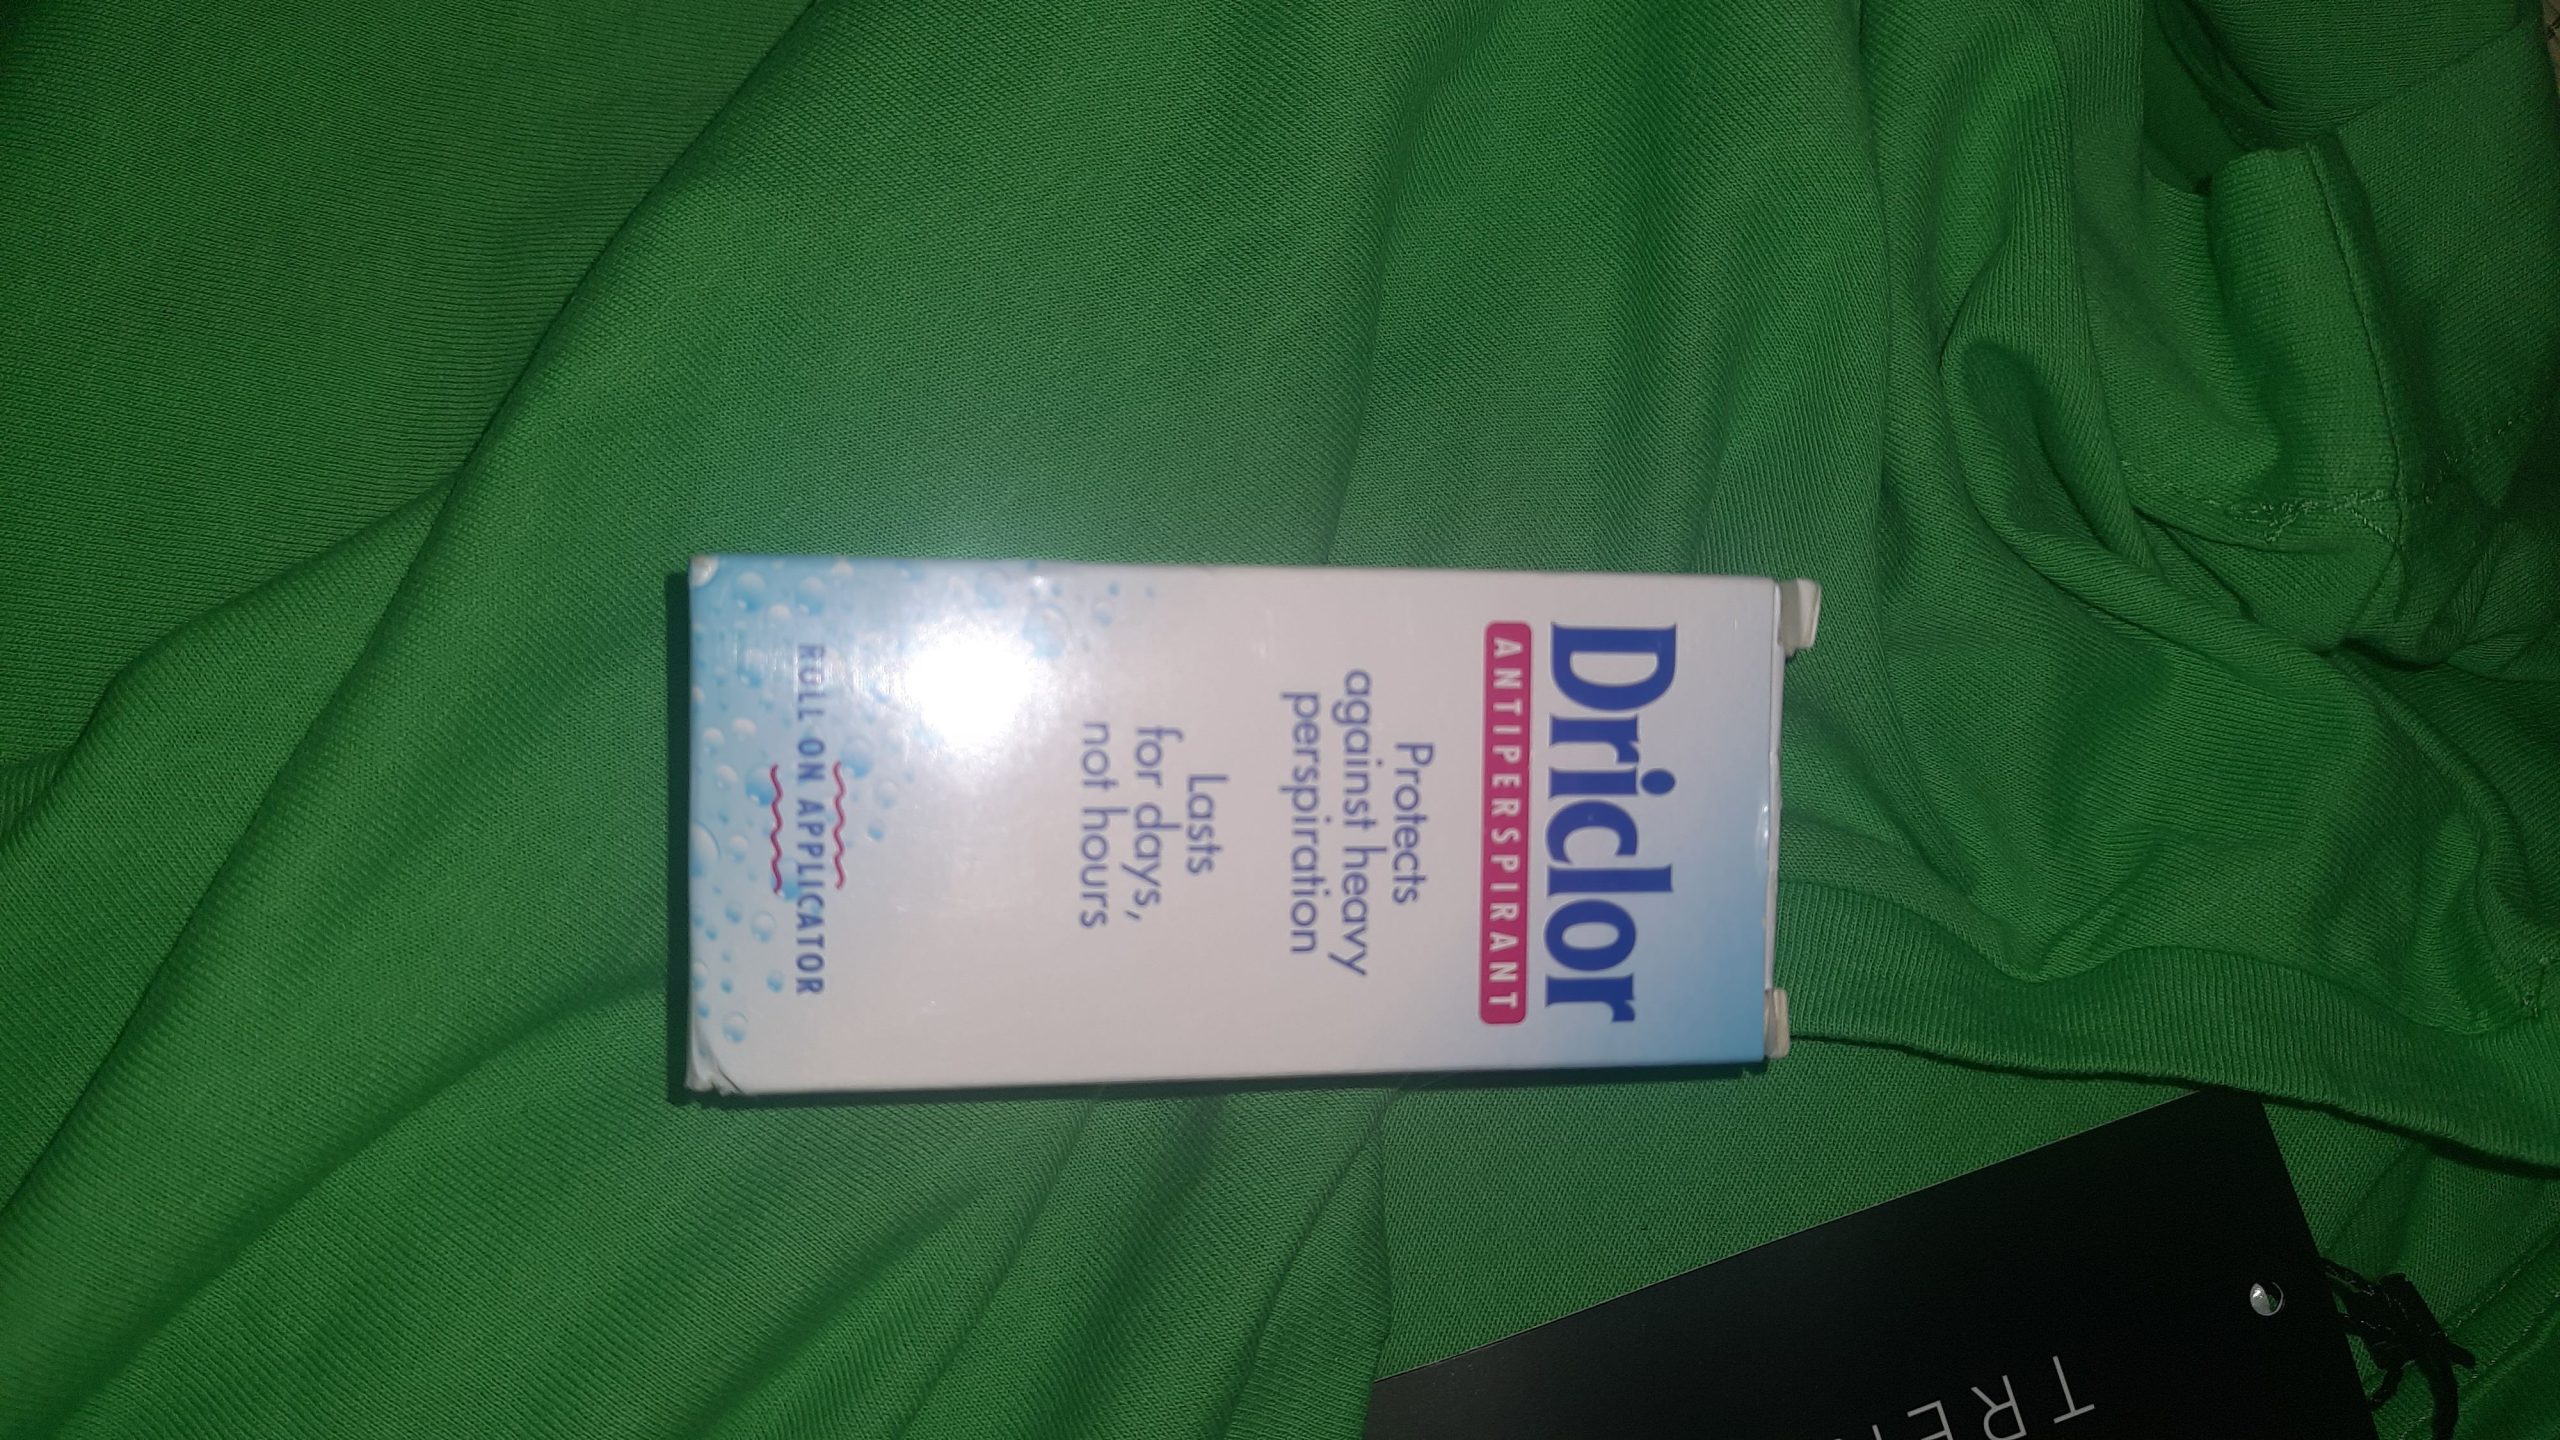 Driclor
ANTIPERSPIRANT
Protects
against heavy
perspiration
Lasts
for days,
not hours
ROLL ON APPLICATOR